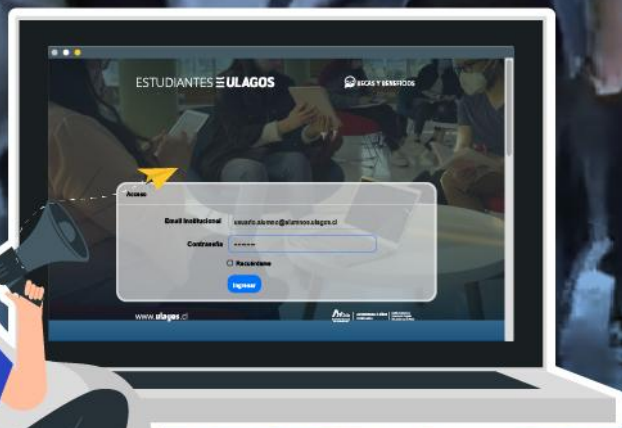 ESTUDIANTES ULAGOS
BECAS Y BENEFICIOS
Acceso
Email Institucional usuario.alumno@alumnos.ulagos.cl
Contraseña -------
Recuérdame
Ingresar
www.ulagos.cl